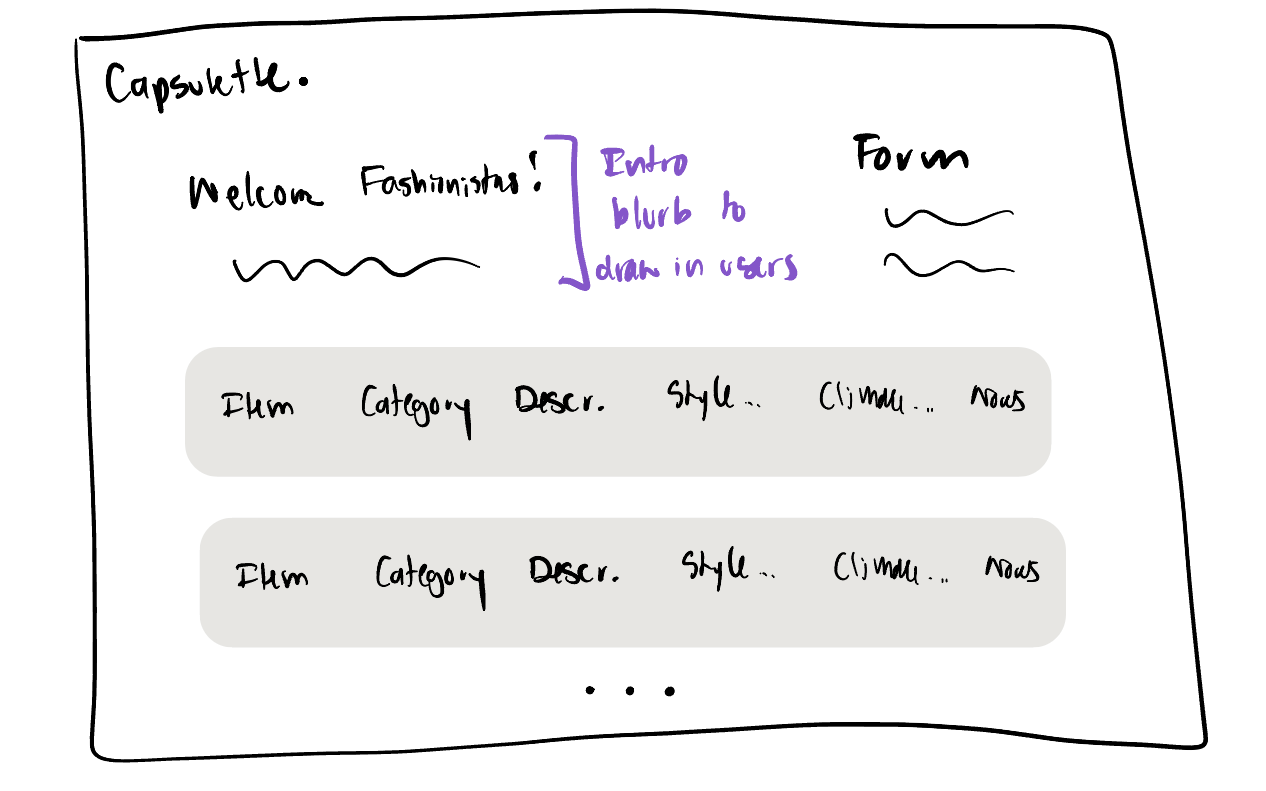 Capsulette.
Welcom Fashionistas!
Intro
blurb to
draw in users
Form
Item Category Descr. Style... Climate... Notes
Item Category Descr. Style... Climate... Notes
...